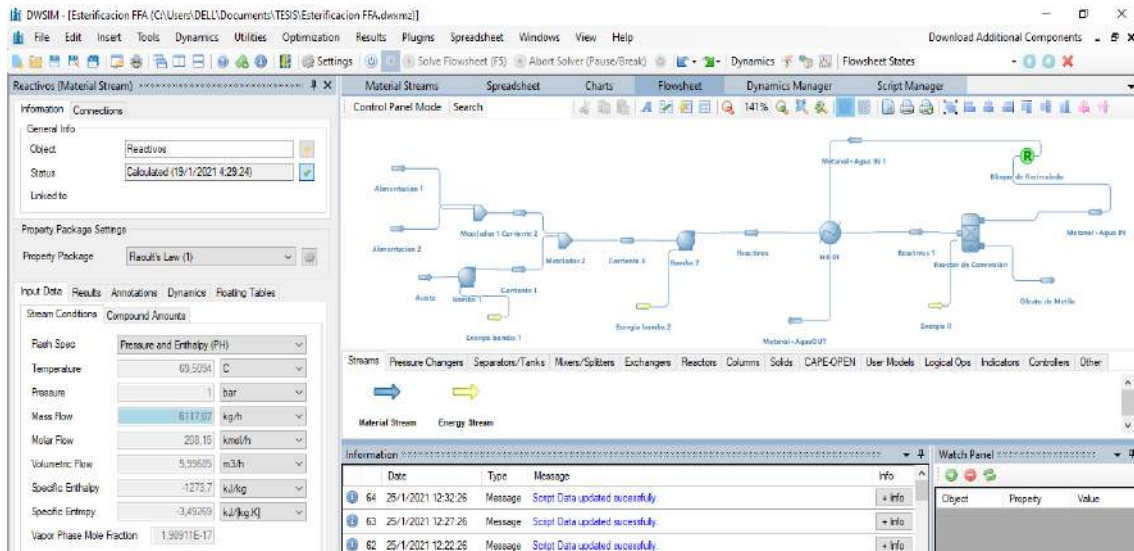 DWSIM - [Esterificacion FFA (C:\Users\DELL\Documents\TESIS\Esterificacion FFA.dwxmz)]
File Edit Insert Tools Dynamics Utilities Optimization Results Plugins Spreadsheet Windows View Help Download Additional Components
Settings Solve Flowsheet (F5) Abort Solver (Pause/Break) Dynamics Flowsheet States
Reactivos (Material Stream)
Material Streams Spreadsheet Charts Flowsheet Dynamics Manager Script Manager
Information Connections
Control Panel Mode Search 141%
General Info
Object Reactivos
Status Calculated (19/1/2021 4:29:24)
Linked to
Property Package Settings
Property Package Raoult's Law (1)
Input Data Results Annotations Dynamics Floating Tables
Stream Conditions Compound Amounts
Flash Spec Pressure and Enthalpy (PH)
Temperature 69,5094 C
Pressure 1 bar
Mass Flow 6117,07 kg/h
Molar Flow kmol/h
Volumetric Flow 5,99685 m3/h
Specific Enthalpy -1273,7 kJ/kg
Specific Entropy -3,49269 kJ/[kg.K]
Vapor Phase Mole Fraction 1,90911E-17
Metanol - Agua IN 1
R
Bloque de Recirculado
Alimentacion 1
Mezclador 1 Corriente 2
Metanol - Agua IN
Alimentacion 2
Mezclador 2 Corriente 3 Bomba 2
Reactivos
Reactivos 1
Reactor de Conversión
Aceite Bomba 1 Corriente 1
Oleato de Metilo
Energía bomba 2
Energía bomba 1
Metanol - AguaOUT
Streams Pressure Changers Separators/Tanks Mixers/Splitters Exchangers Reactors Columns Solids CAPE-OPEN User Models Logical Ops Indicators Controllers Other
Material Stream Energy Stream
Information
Watch Panel
Date Type Message Info
Object Property Value
64 25/1/2021 12:32:26 Message Script Data updated sucessfully. + Info
63 25/1/2021 12:27:26 Message Script Data updated sucessfully. + Info
62 25/1/2021 12:22:26 Message Script Data updated sucessfully. + Info